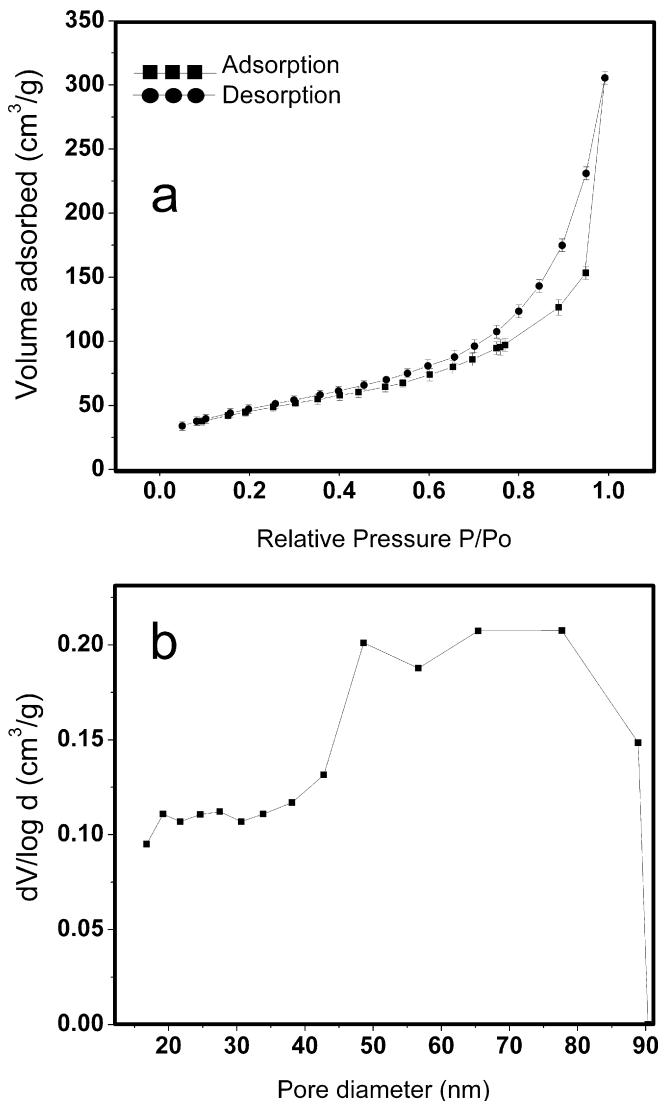 350
300
250
200
150
100
50
0
Volume adsorbed (cm³/g)
Adsorption
Desorption
a
0.0 0.2 0.4 0.6 0.8 1.0
Relative Pressure P/Po
b
0.20
0.15
0.10
0.05
0.00
dV/log d (cm³/g)
20 30 40 50 60 70 80 90
Pore diameter (nm)